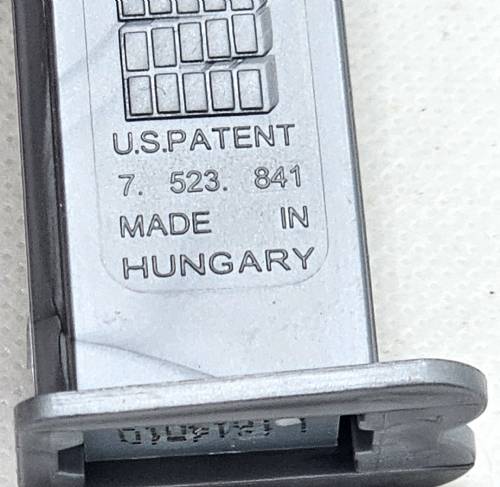 U.S.PATENT
7. 523. 841
MADE IN
HUNGARY